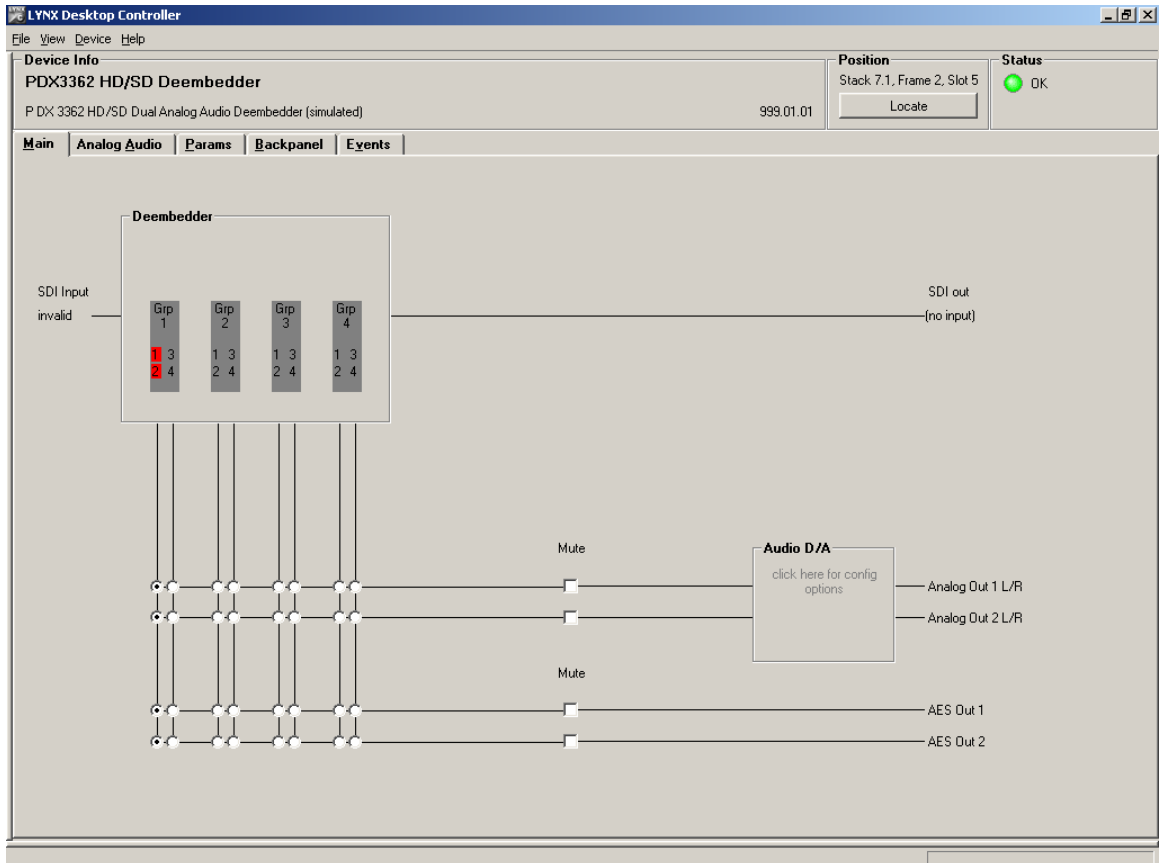 LYNX Desktop Controller
File View Device Help
Device Info
PDX3362 HD/SD Deembedder
P DX 3362 HD/SD Dual Analog Audio Deembedder (simulated) 999.01.01
Position
Stack 7.1, Frame 2, Slot 5
Locate
Status
OK
Main Analog Audio Params Backpanel Events
Deembedder
SDI Input
invalid
Grp Grp Grp Grp
1 2 3 4
1 3 1 3 1 3 1 3
2 4 2 4 2 4 2 4
SDI out
(no input)
Mute
Audio D/A
click here for config
options
Analog Out 1 L/R
Analog Out 2 L/R
Mute
AES Out 1
AES Out 2